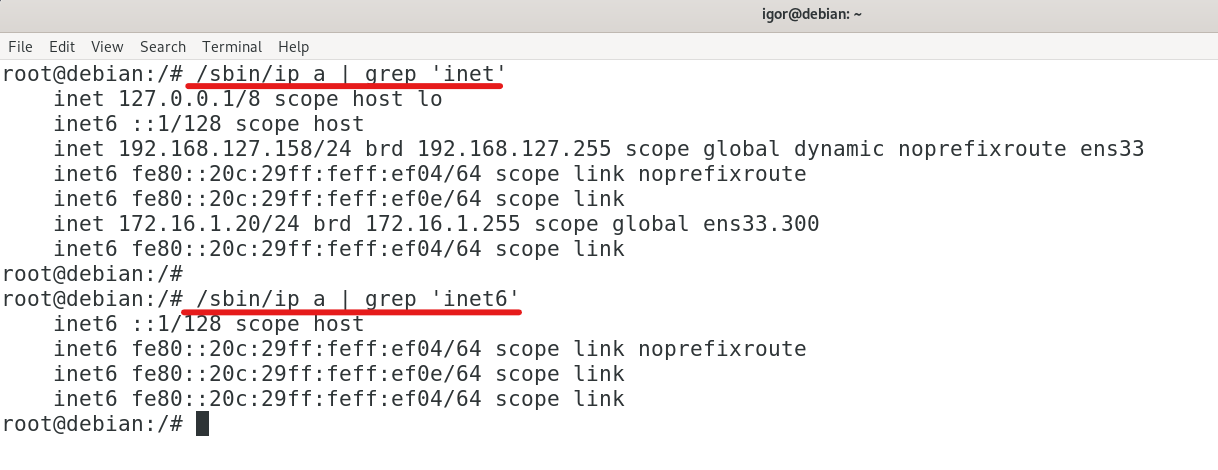 igor@debian: ~
File Edit View Search Terminal Help
root@debian:/# /sbin/ip a | grep 'inet'
    inet 127.0.0.1/8 scope host lo
    inet6 ::1/128 scope host
    inet 192.168.127.158/24 brd 192.168.127.255 scope global dynamic noprefixroute ens33
    inet6 fe80::20c:29ff:feff:ef04/64 scope link noprefixroute
    inet6 fe80::20c:29ff:feff:ef0e/64 scope link
    inet 172.16.1.20/24 brd 172.16.1.255 scope global ens33.300
    inet6 fe80::20c:29ff:feff:ef04/64 scope link
root@debian:/#
root@debian:/# /sbin/ip a | grep 'inet6'
    inet6 ::1/128 scope host
    inet6 fe80::20c:29ff:feff:ef04/64 scope link noprefixroute
    inet6 fe80::20c:29ff:feff:ef0e/64 scope link
    inet6 fe80::20c:29ff:feff:ef04/64 scope link
root@debian:/#